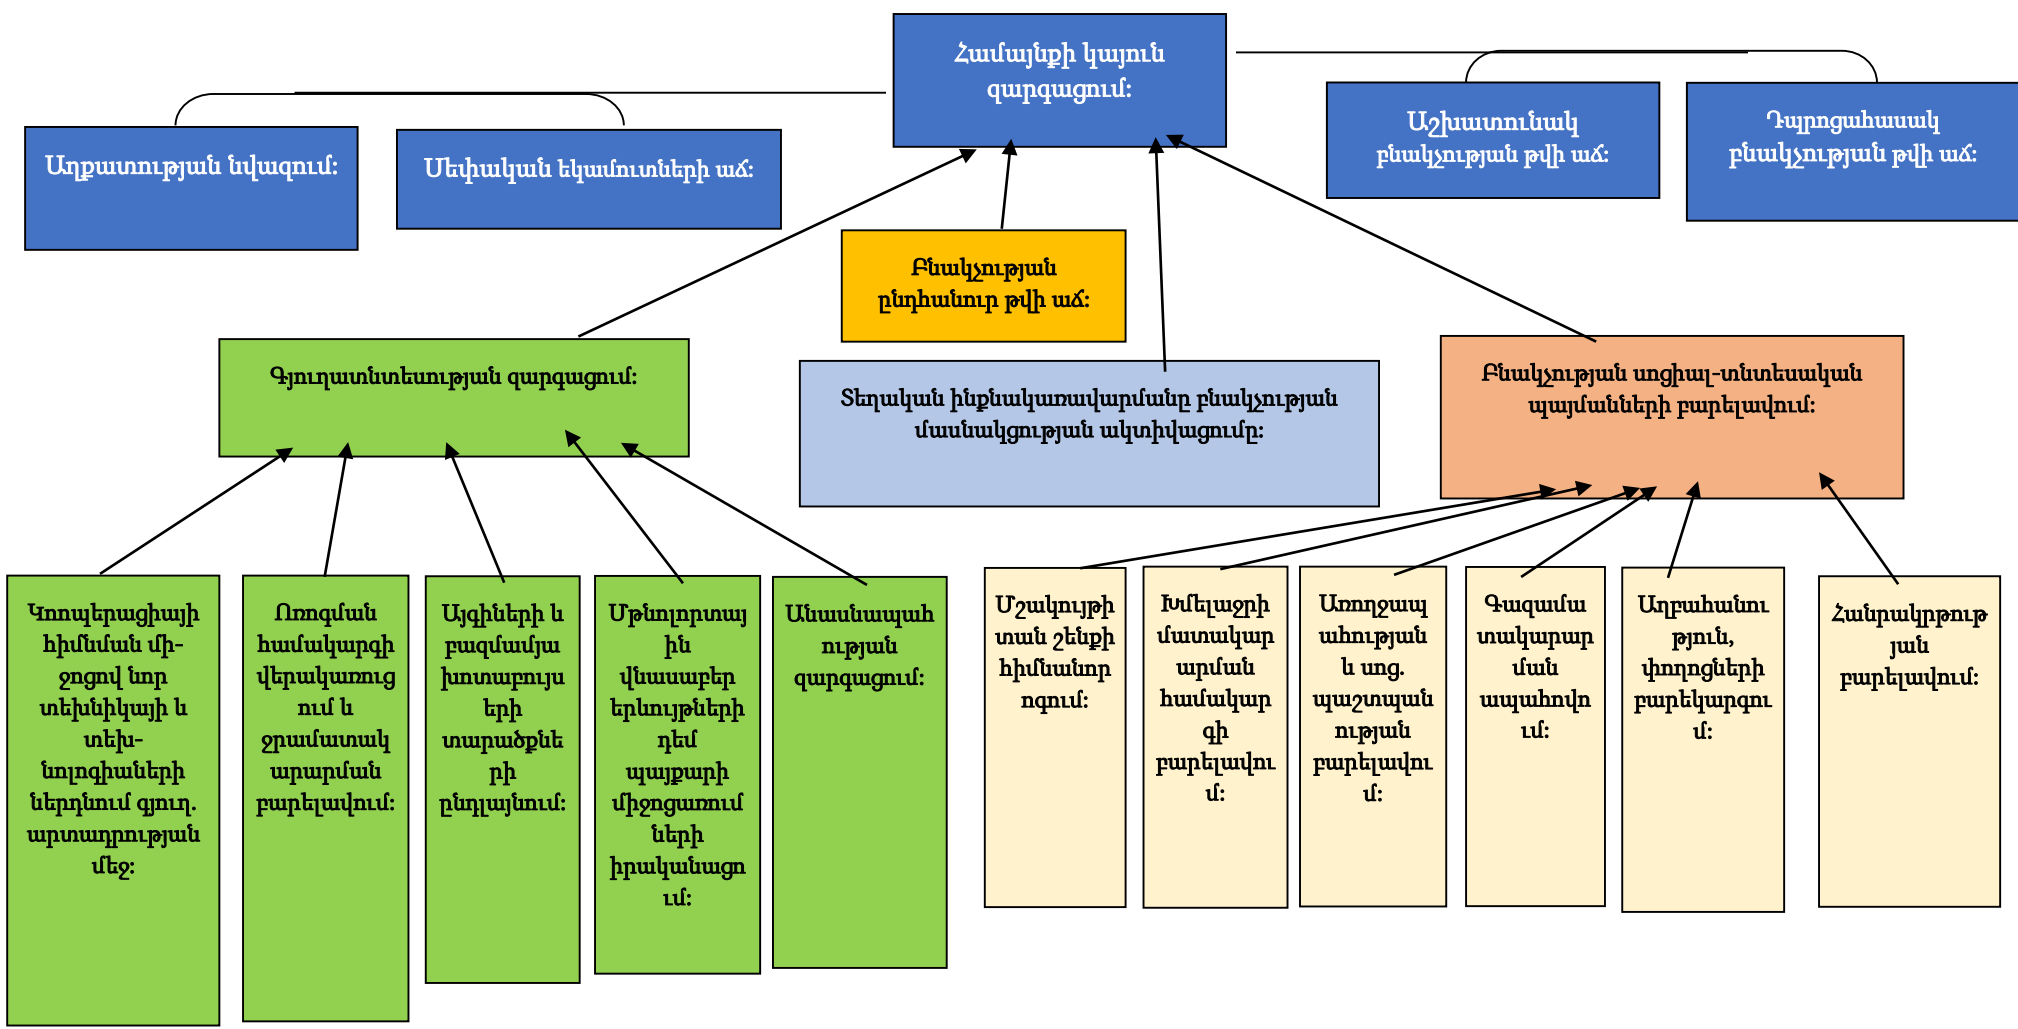 Համայնքի կայուն
զարգացում:
Աղքատության նվազում:
Սեփական եկամուտների աճ:
Աշխատունակ
բնակչության թվի աճ:
Դպրոցահասակ
բնակչության թվի աճ:
Բնակչության
ընդհանուր թվի աճ:
Գյուղատնտեսության զարգացում:
Տեղական ինքնակառավարմանը բնակչության
մասնակցության ակտիվացումը:
Բնակչության սոցիալ-տնտեսական
պայմանների բարելավում:
Կոոպերացիայի
հիմնման մի-
ջոցով նոր
տեխնիկայի և
տեխ-
նոլոգիաների
ներդնում գյուղ.
արտադրության
մեջ:
Ոռոգման
համակարգի
վերակառուց
ում և
ջրամատակ
արարման
բարելավում:
Այգիների և
բազմամյա
խոտաբույս
երի
տարածքնե
րի
ընդլայնում:
Մթնոլորտայ
ին
վնասաբեր
երևույթների
դեմ
պայքարի
միջոցառում
ների
իրականացո
ւմ:
Անասնապահ
ության
զարգացում:
Մշակույթի
տան շենքի
հիմնանոր
ոգում:
Խմելաջրի
մատակար
արման
համակար
գի
բարելավու
մ:
Առողջապ
ահության
և սոց.
պաշտպան
ության
բարելավու
մ:
Գազամա
տակարար
ման
ապահովո
ւմ:
Աղբահանու
թյուն,
փողոցների
բարեկարգու
մ:
Հանրակրթութ
յան
բարելավում: